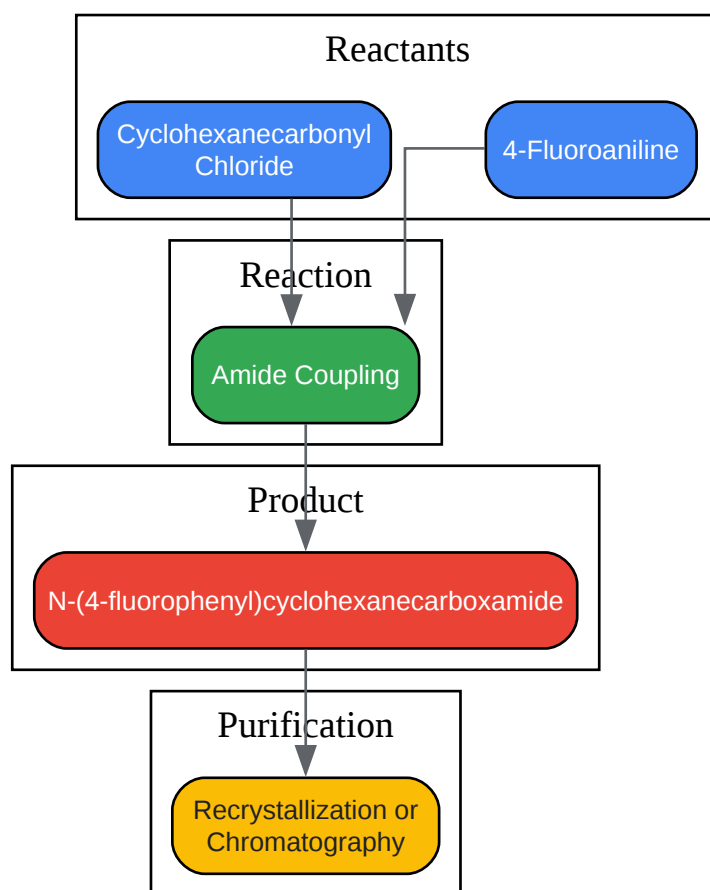 Reactants
Cyclohexanecarbonyl
Chloride
4-Fluoroaniline
Reaction
Amide Coupling
Product
N-(4-fluorophenyl)cyclohexanecarboxamide
Purification
Recrystallization or
Chromatography